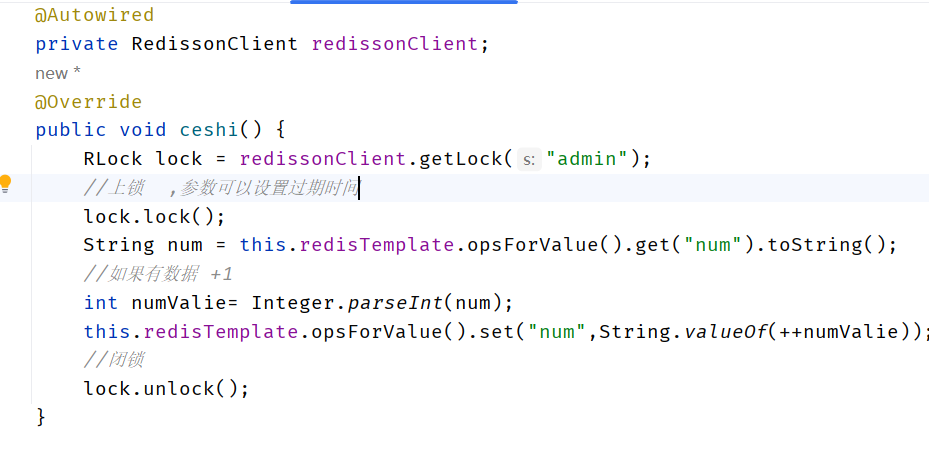 @Autowired
private RedissonClient redissonClient;
new *
@Override
public void ceshi() {
RLock lock = redissonClient.getLock( s: "admin");
//上锁  ,参数可以设置过期时间
lock.lock();
String num = this.redisTemplate.opsForValue().get("num").toString();
//如果有数据 +1
int numValie= Integer.parseInt(num);
this.redisTemplate.opsForValue().set("num",String.valueOf(++numValie));
//闭锁
lock.unlock();
}